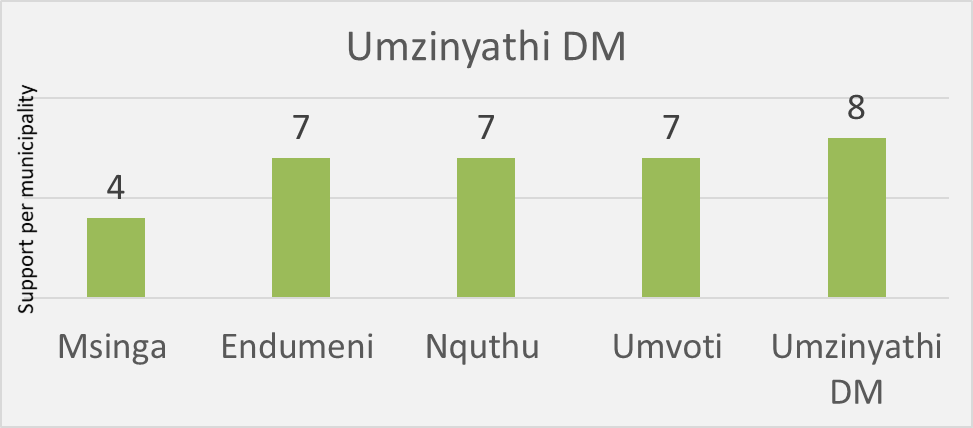 Umzinyathi DM
Support per municipality
4
7
7
7
8
Msinga
Endumeni
Nquthu
Umvoti
Umzinyathi
DM